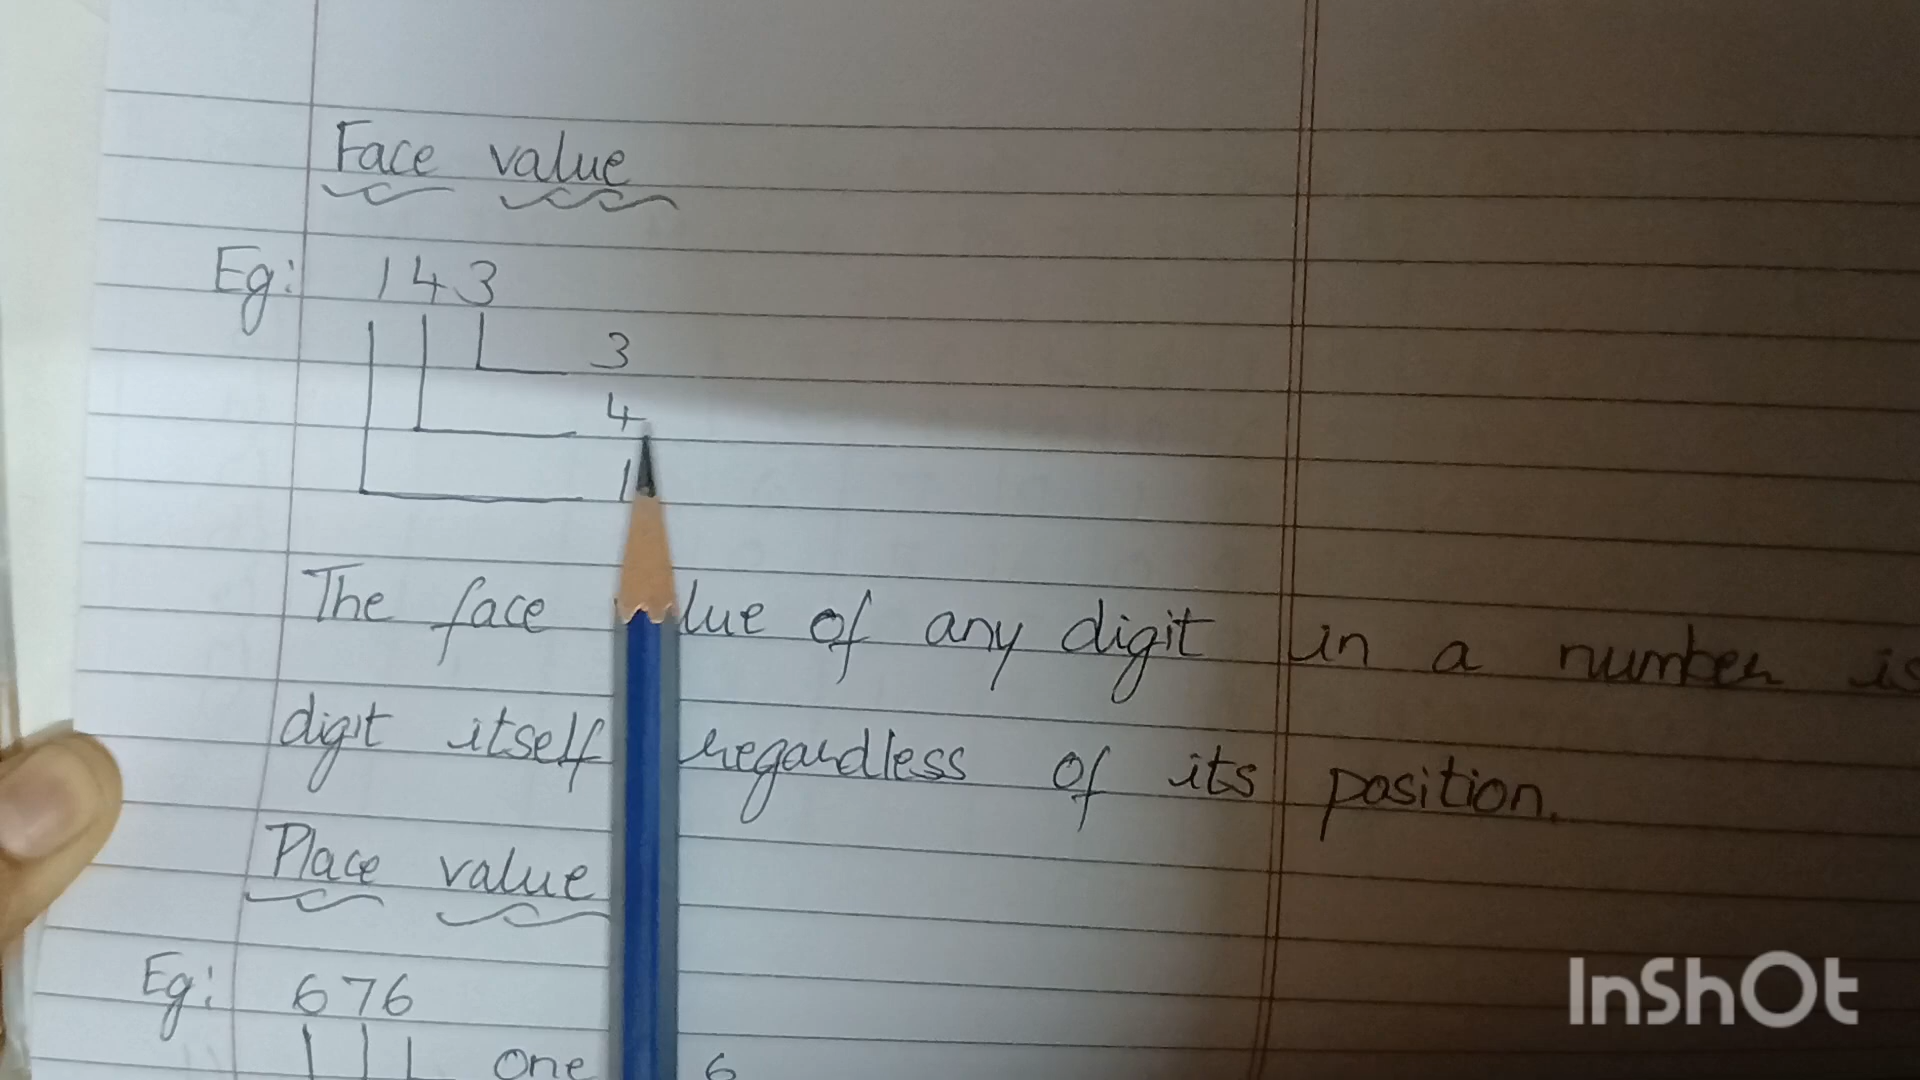 Face value
Eg: 143
3
4
1
The face lue of any digit in a number is
digit itself regardless of its position.
Place value
Eg: 676
one 6
InShOt